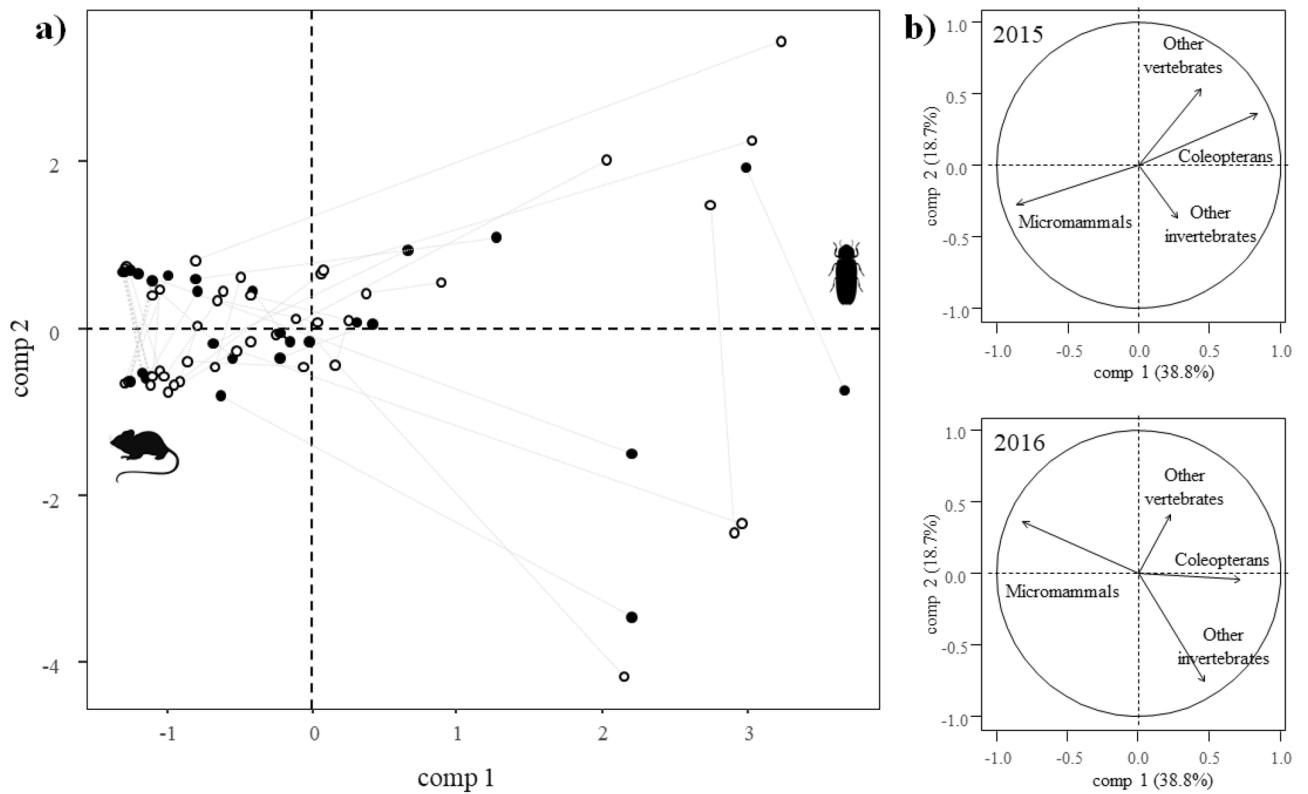 a)
comp 2
2
0
-2
-4
-1
0
1
2
3
comp 1
b)
2015
Other
vertebrates
Coleopterans
Micromammals
Other
invertebrates
comp 2 (18.7%)
1.0
0.5
0.0
-0.5
-1.0
-1.0
-0.5
0.0
0.5
1.0
comp 1 (38.8%)
2016
Other
vertebrates
Coleopterans
Micromammals
Other
invertebrates
comp 2 (18.7%)
1.0
0.5
0.0
-0.5
-1.0
-1.0
-0.5
0.0
0.5
1.0
comp 1 (38.8%)